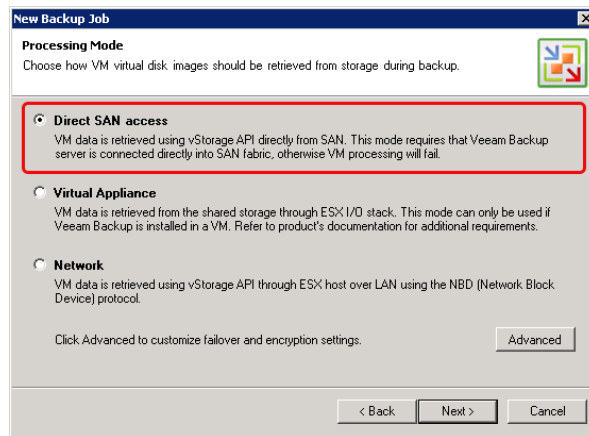 New Backup Job
Processing Mode
Choose how VM virtual disk images should be retrieved from storage during backup.
Direct SAN access
VM data is retrieved using vStorage API directly from SAN. This mode requires that Veeam Backup
server is connected directly into SAN fabric, otherwise VM processing will fail.
Virtual Appliance
VM data is retrieved from the shared storage through ESX I/O stack. This mode can only be used if
Veeam Backup is installed in a VM. Refer to product's documentation for additional requirements.
Network
VM data is retrieved using vStorage API through ESX host over LAN using the NBD (Network Block
Device) protocol.
Click Advanced to customize failover and encryption settings.
Advanced
< Back
Next >
Cancel